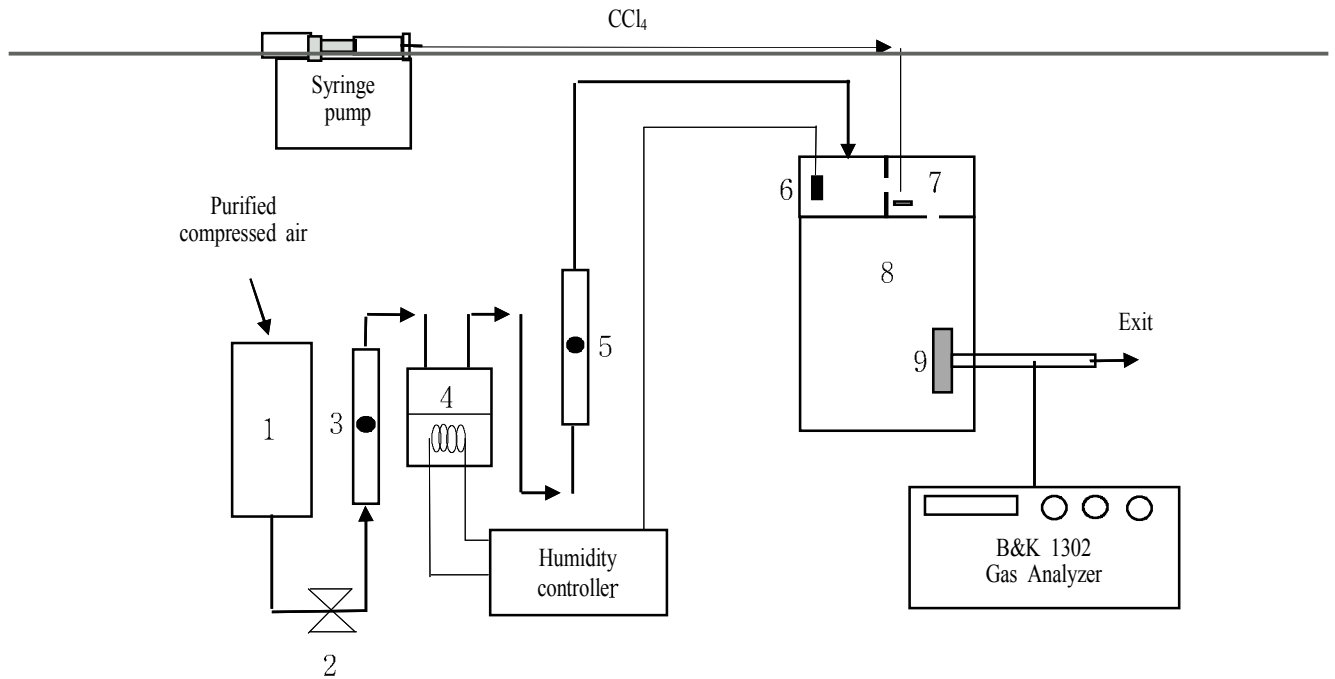 CCl₄
Syringe
pump
Purified
compressed air
1
2
3
4
5
6
7
8
9
Exit
Humidity
controller
B&K 1302
Gas Analyzer